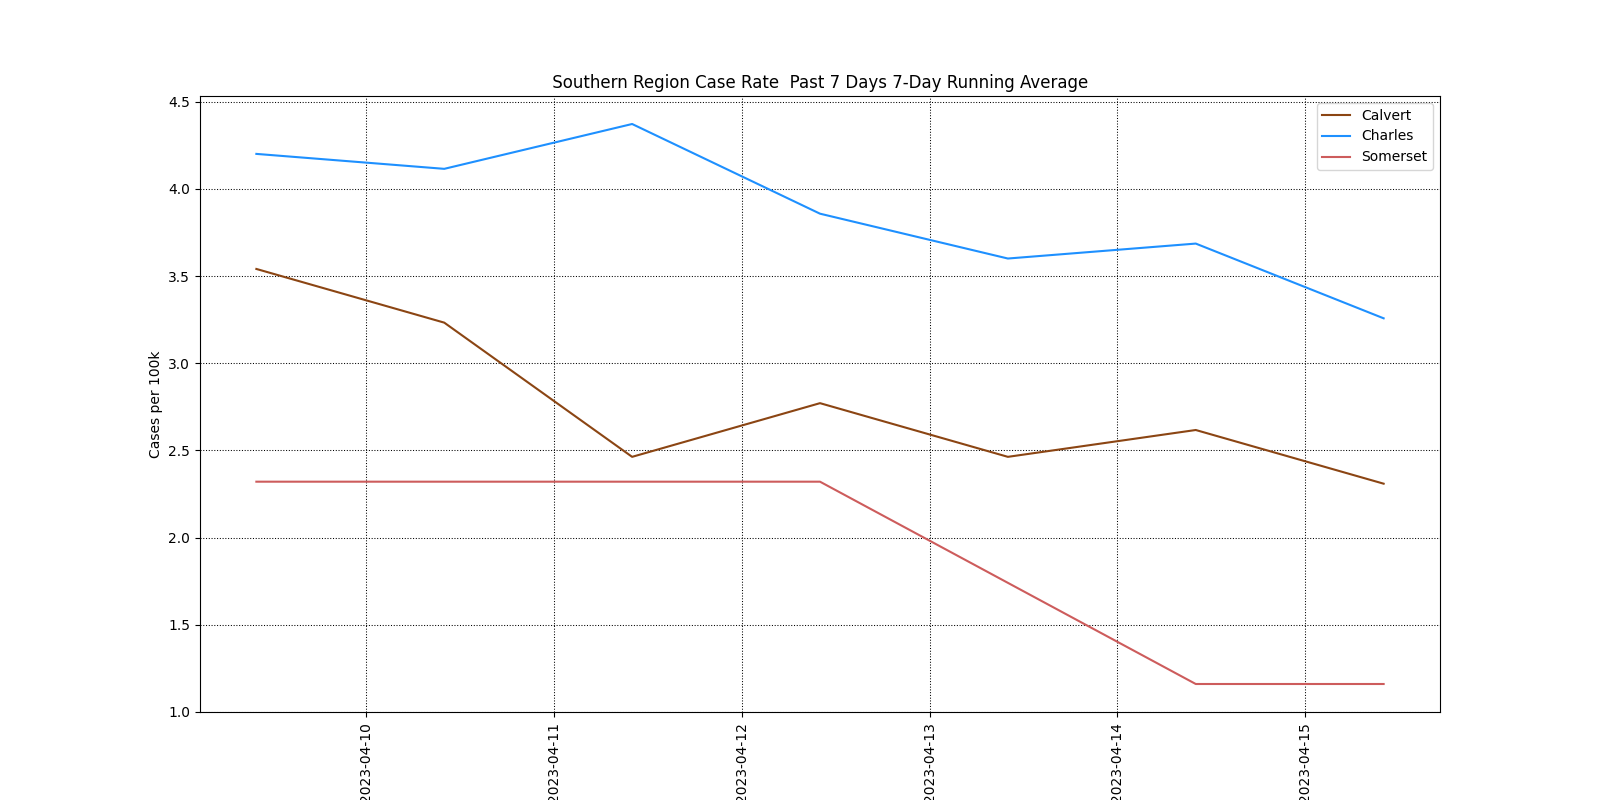 Southern Region Case Rate  Past 7 Days 7-Day Running Average
Calvert
Charles
Somerset
Cases per 100k
4.5
4.0
3.5
3.0
2.5
2.0
1.5
1.0
2023-04-10
2023-04-11
2023-04-12
2023-04-13
2023-04-14
2023-04-15